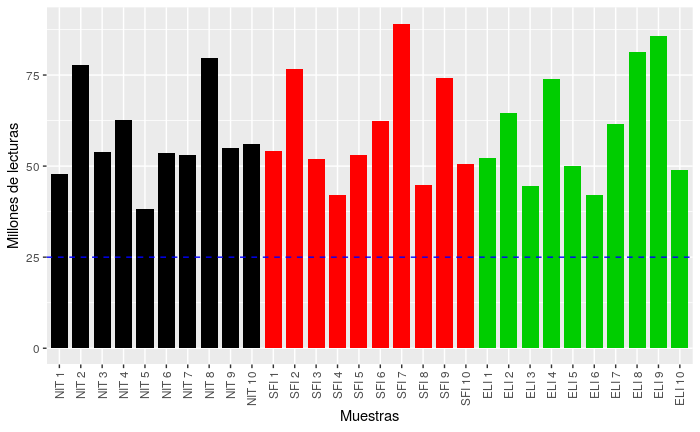 Millones de lecturas
75
50
25
0
NIT 1 NIT 2 NIT 3 NIT 4 NIT 5 NIT 6 NIT 7 NIT 8 NIT 9 NIT 10 SFI 1 SFI 2 SFI 3 SFI 4 SFI 5 SFI 6 SFI 7 SFI 8 SFI 9 SFI 10 ELI 1 ELI 2 ELI 3 ELI 4 ELI 5 ELI 6 ELI 7 ELI 8 ELI 9 ELI 10
Muestras